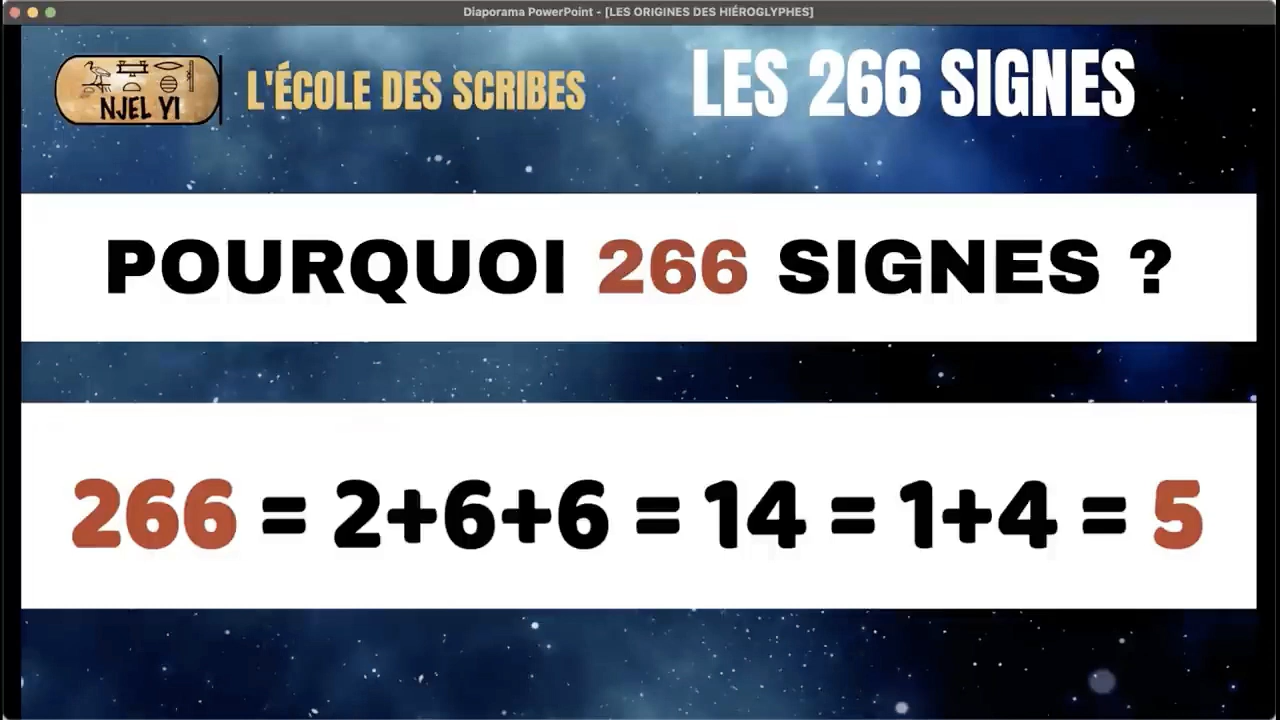 Diaporama PowerPoint - [LES ORIGINES DES HIÉROGLYPHES]
NJEL YI
L'ÉCOLE DES SCRIBES
LES 266 SIGNES
POURQUOI 266 SIGNES ?
266 = 2+6+6 = 14 = 1+4 = 5